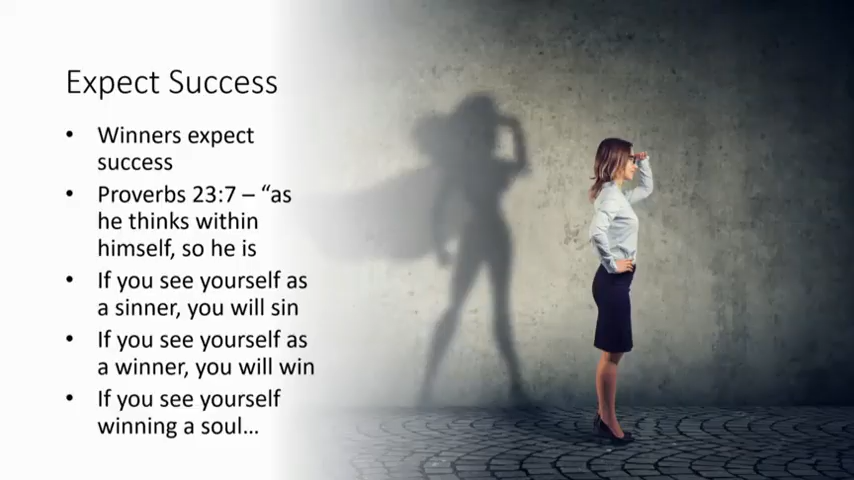 Expect Success
• Winners expect
success
• Proverbs 23:7 – “as
he thinks within
himself, so he is
• If you see yourself as
a sinner, you will sin
• If you see yourself as
a winner, you will win
• If you see yourself
winning a soul…